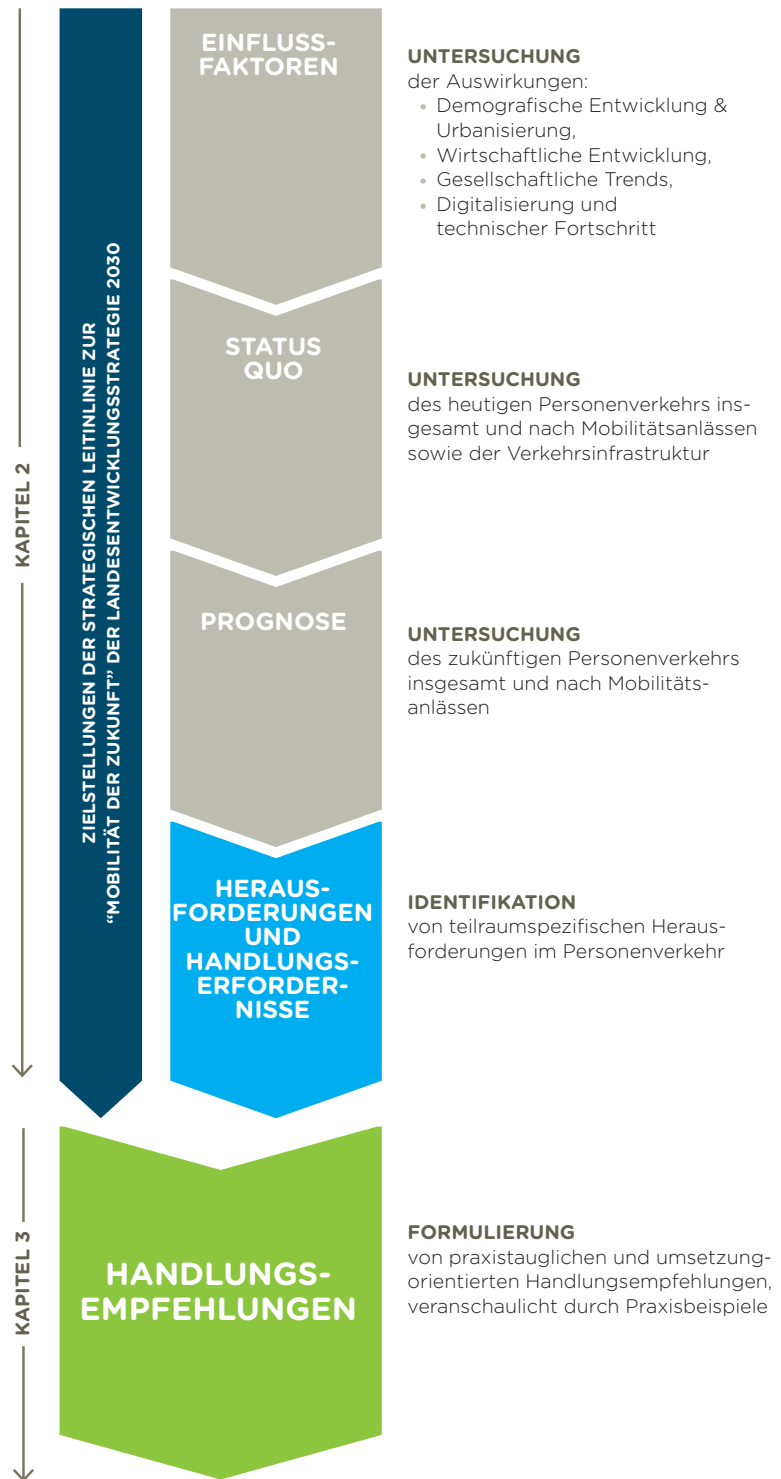 KAPITEL 2
ZIELSTELLUNGEN DER STRATEGISCHEN LEITINLINIE ZUR
“MOBILITÄT DER ZUKUNFT” DER LANDESENTWICKLUNGSSTRATEGIE 2030
EINFLUSS-
FAKTOREN
UNTERSUCHUNG
der Auswirkungen:
• Demografische Entwicklung &
Urbanisierung,
• Wirtschaftliche Entwicklung,
• Gesellschaftliche Trends,
• Digitalisierung und
technischer Fortschritt
STATUS
QUO
UNTERSUCHUNG
des heutigen Personenverkehrs ins-
gesamt und nach Mobilitätsanlässen
sowie der Verkehrsinfrastruktur
PROGNOSE
UNTERSUCHUNG
des zukünftigen Personenverkehrs
insgesamt und nach Mobilitäts-
anlässen
HERAUS-
FORDERUNGEN
UND
HANDLUNGS-
ERFORDER-
NISSE
IDENTIFIKATION
von teilraumspezifischen Heraus-
forderungen im Personenverkehr
KAPITEL 3
HANDLUNGS-
EMPFEHLUNGEN
FORMULIERUNG
von praxistauglichen und umsetzung-
orientierten Handlungsempfehlungen,
veranschaulicht durch Praxisbeispiele